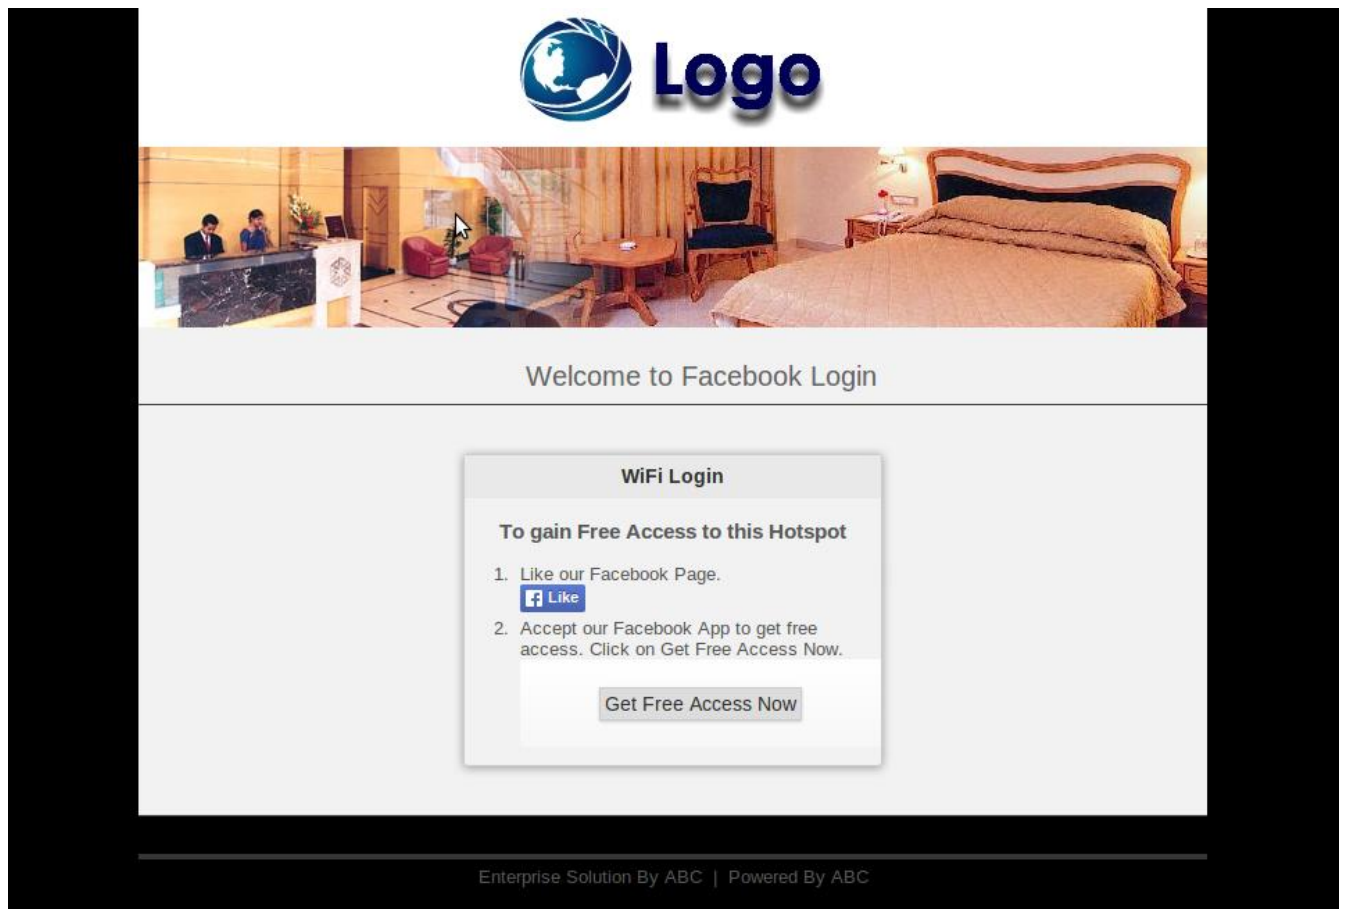 Logo
Welcome to Facebook Login
WiFi Login
To gain Free Access to this Hotspot
1. Like our Facebook Page.
Like
2. Accept our Facebook App to get free
access. Click on Get Free Access Now.
Get Free Access Now
Enterprise Solution By ABC | Powered By ABC